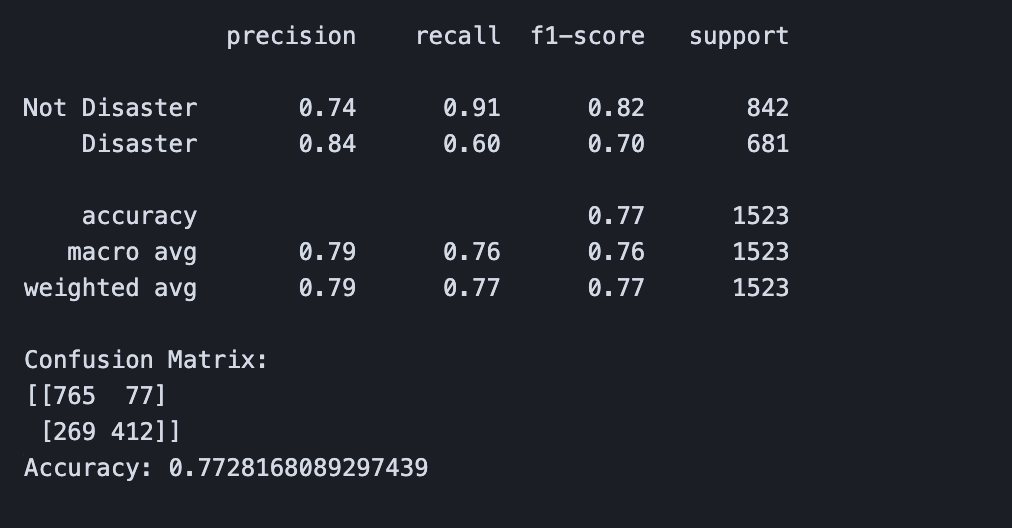 precision recall f1-score support
Not Disaster 0.74 0.91 0.82 842
Disaster 0.84 0.60 0.70 681
accuracy 0.77 1523
macro avg 0.79 0.76 0.76 1523
weighted avg 0.79 0.77 0.77 1523
Confusion Matrix:
[[765 77]
[269 412]]
Accuracy: 0.7728168089297439